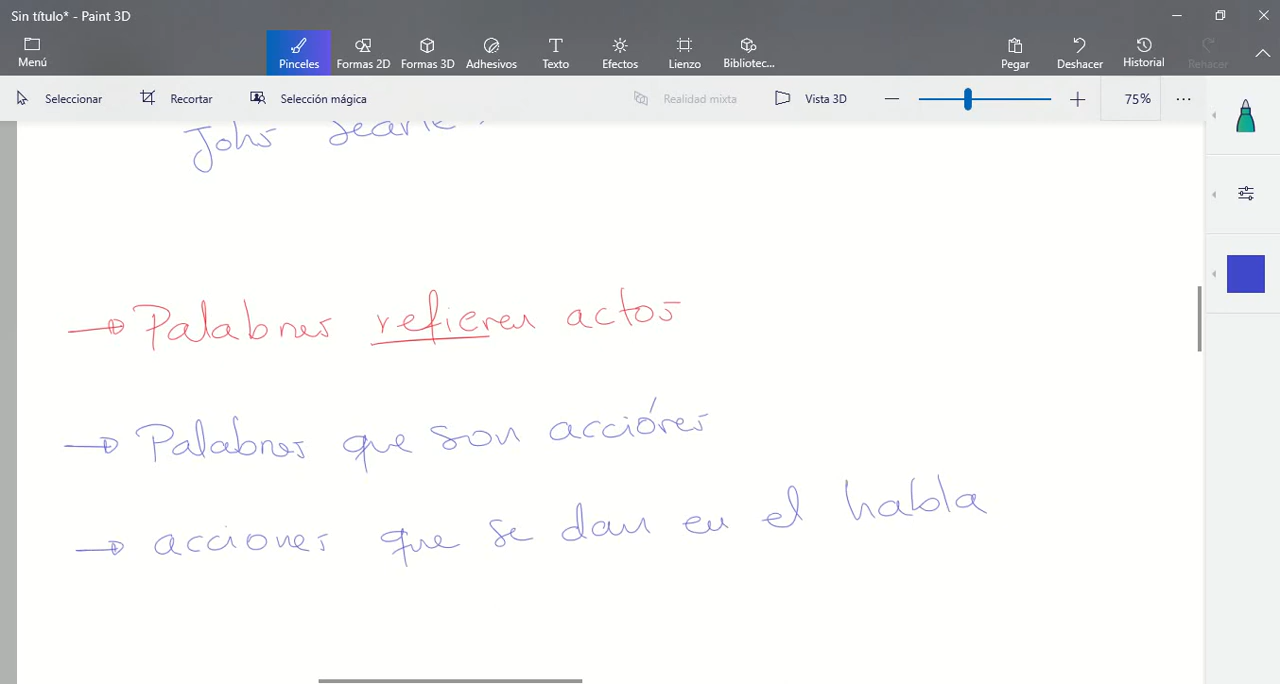 Sin título* - Paint 3D
Menú Pinceles Formas 2D Formas 3D Adhesivos Texto Efectos Lienzo Bibliotec... Pegar Deshacer Historial Rehacer
Seleccionar Recortar Selección mágica Realidad mixta Vista 3D 75%
John Searle
Palabras refieren actos
Palabras que son acciónes
acciones que se dan en el habla